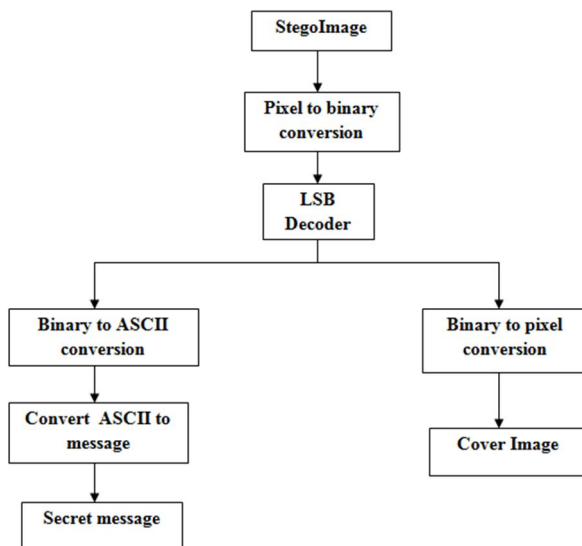 StegoImage
Pixel to binary
conversion
LSB
Decoder
Binary to ASCII
conversion
Convert ASCII to
message
Secret message
Binary to pixel
conversion
Cover Image